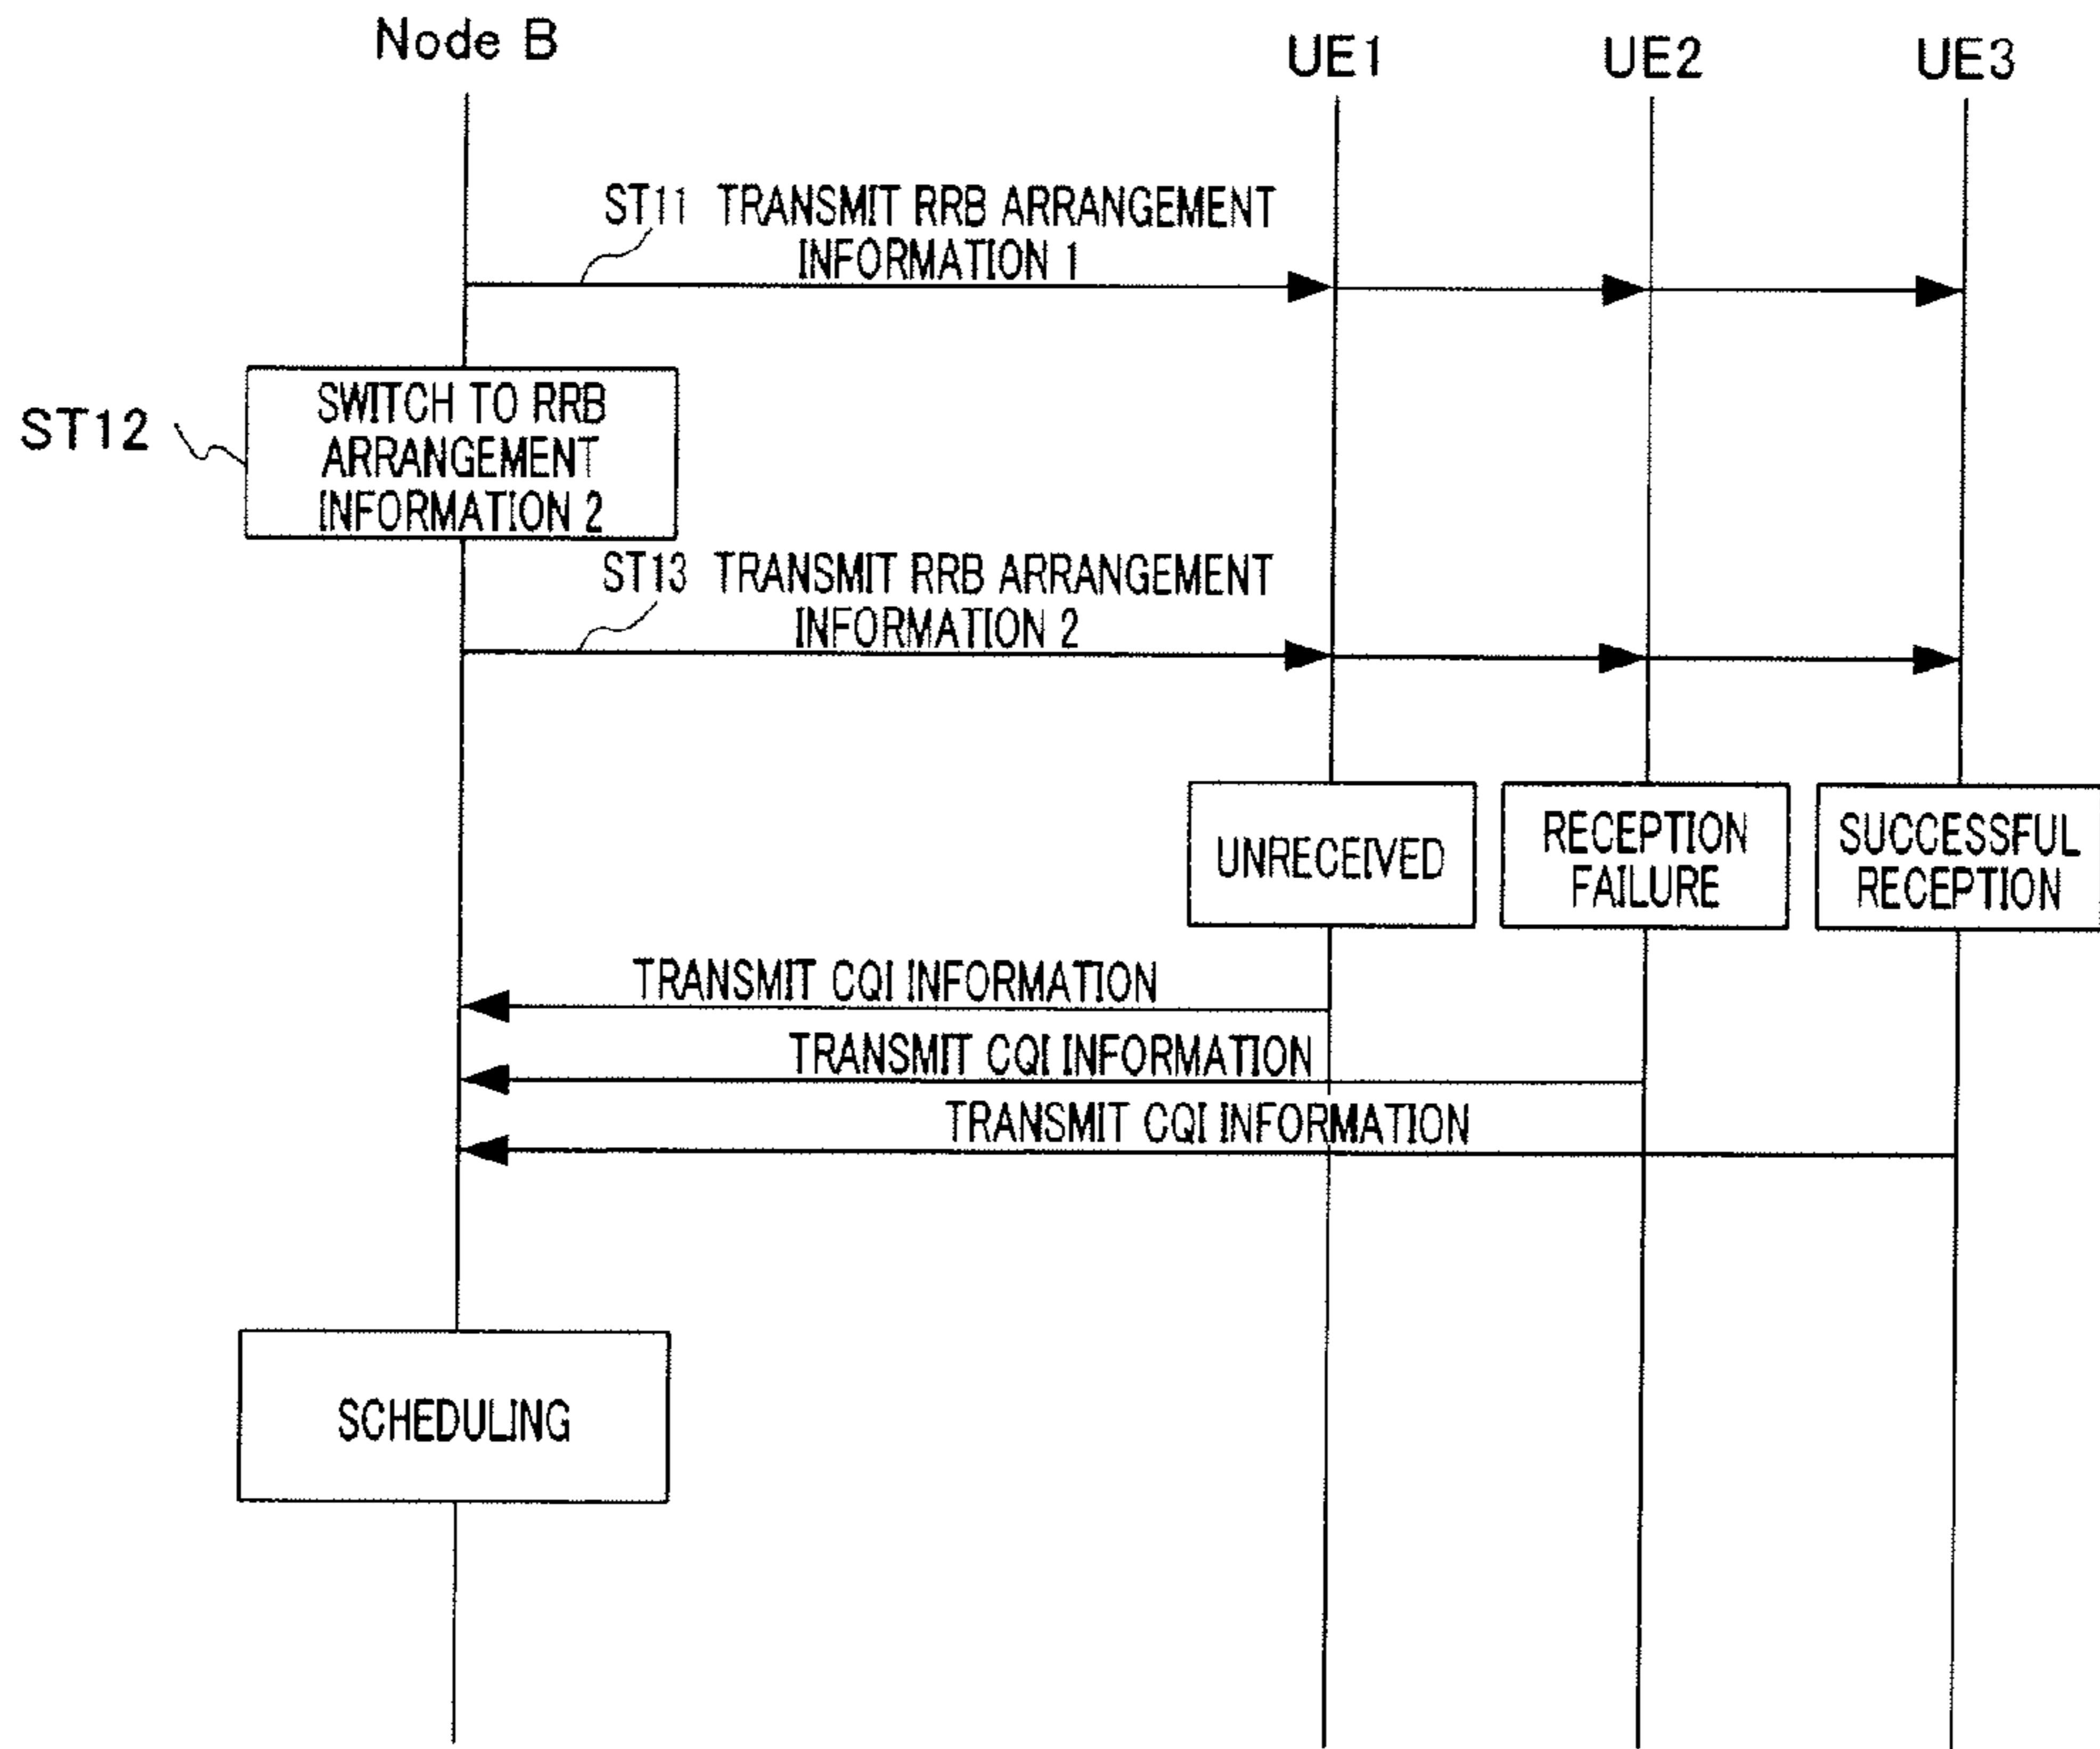 Node B
UE1
UE2
UE3
ST11 TRANSMIT RRB ARRANGEMENT
INFORMATION 1
ST12
SWITCH TO RRB
ARRANGEMENT
INFORMATION 2
ST13 TRANSMIT RRB ARRANGEMENT
INFORMATION 2
UNRECEIVED
RECEPTION
FAILURE
SUCCESSFUL
RECEPTION
TRANSMIT CQI INFORMATION
TRANSMIT CQI INFORMATION
TRANSMIT CQI INFORMATION
SCHEDULING